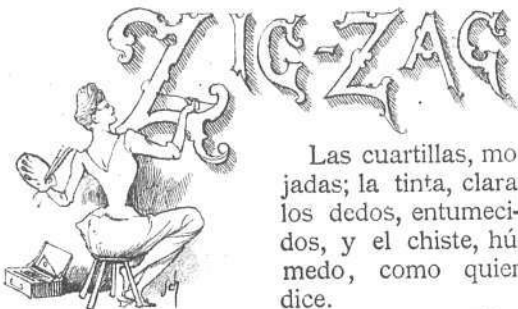 ZIG-ZAG
Las cuartillas, mo
jadas; la tinta, clara
los dedos, entumeci-
dos, y el chiste, hú
medo, como quien
dice.